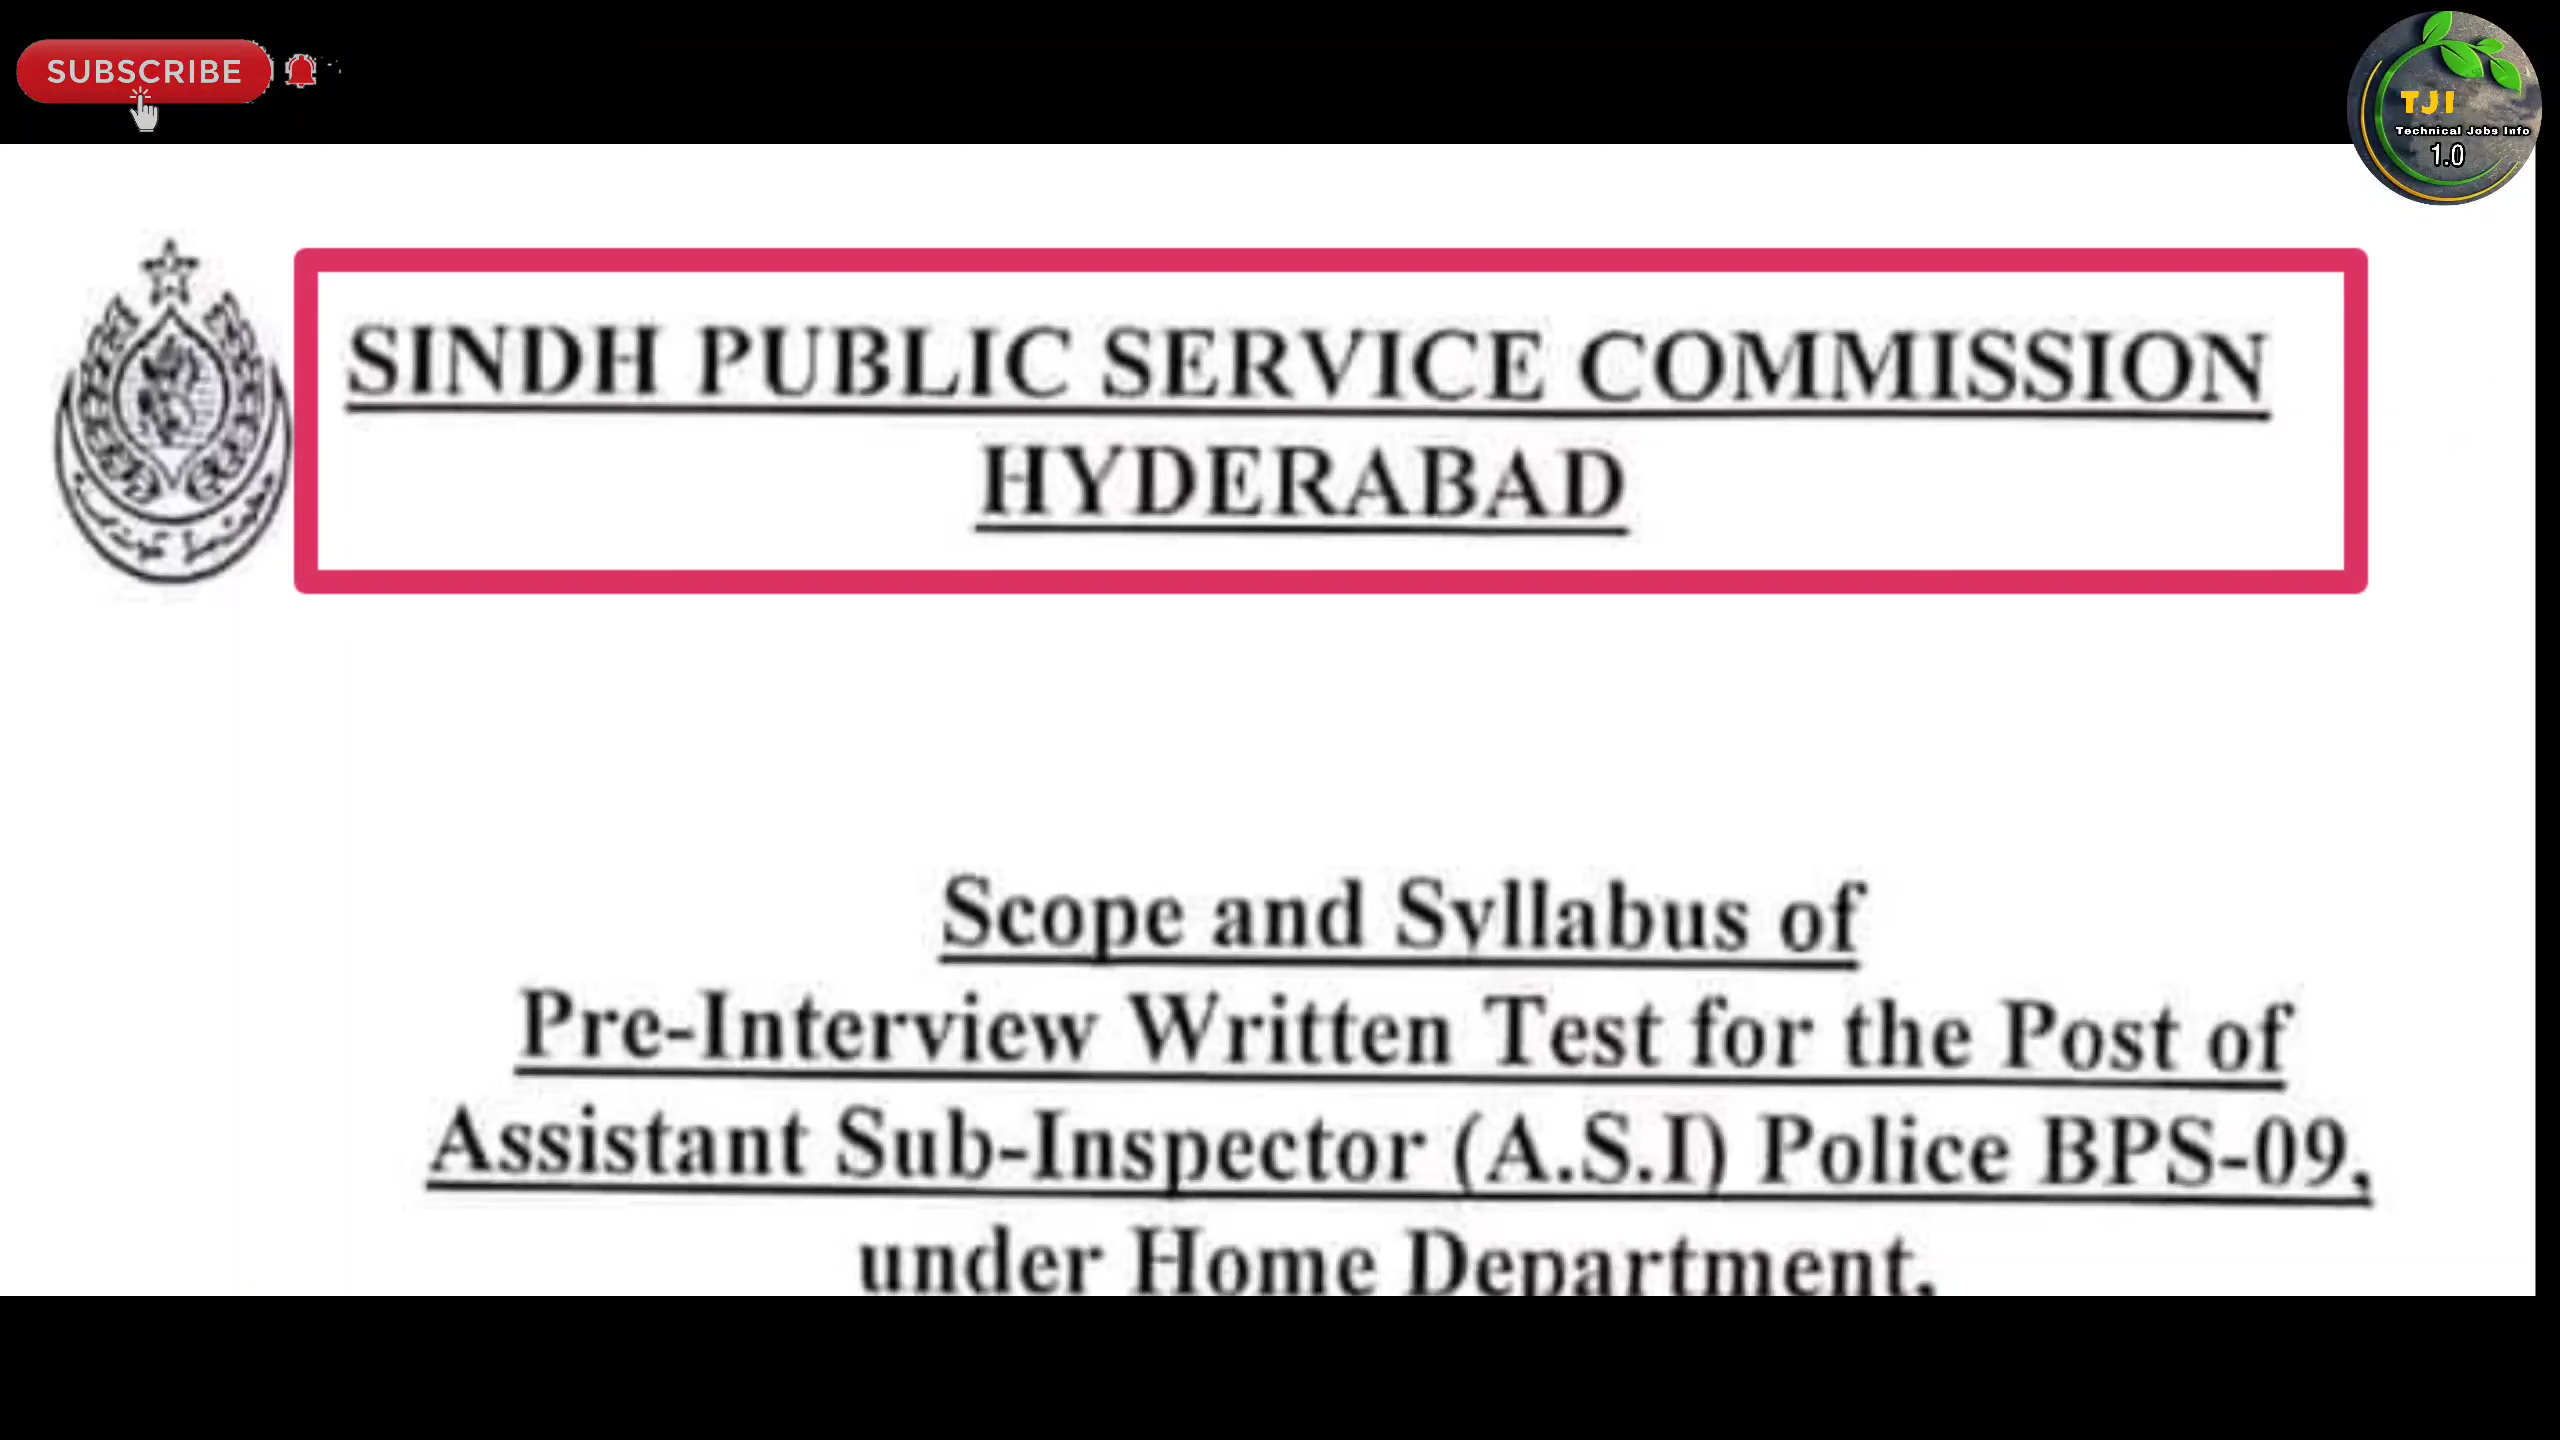 SUBSCRIBE
TJI
Technical Jobs Info
1.0
SINDH PUBLIC SERVICE COMMISSION
HYDERABAD
Scope and Syllabus of
Pre-Interview Written Test for the Post of
Assistant Sub-Inspector (A.S.I) Police BPS-09,
under Home Department,